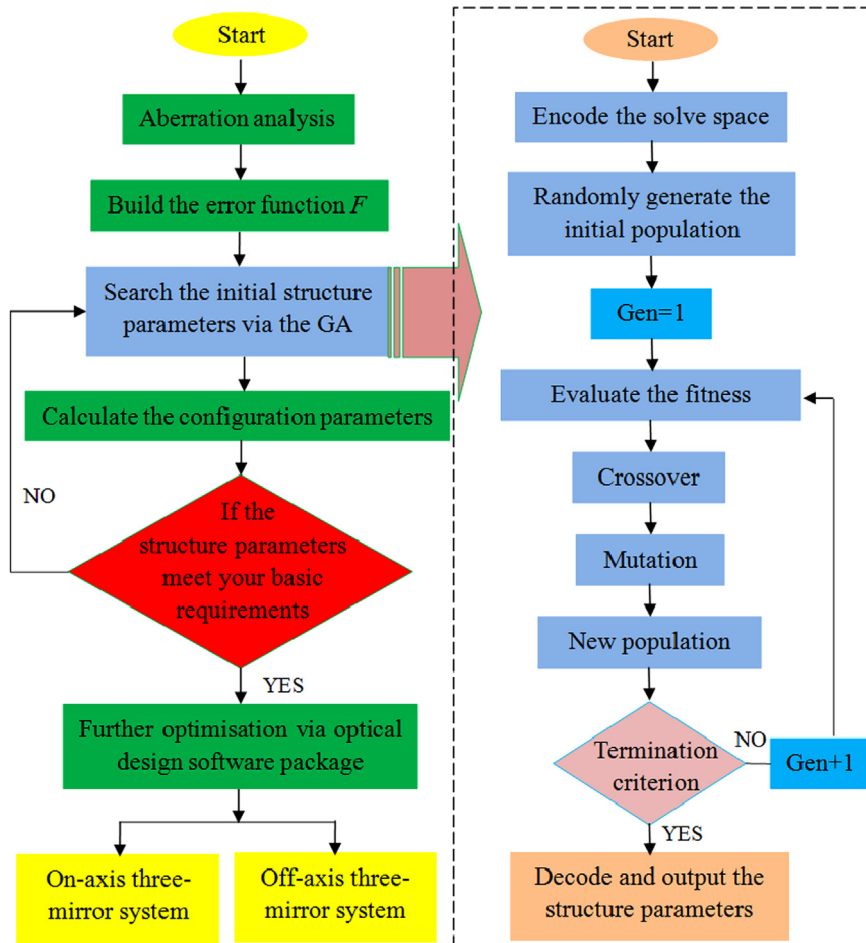 Start
Aberration analysis
Build the error function F
Search the initial structure
parameters via the GA
Calculate the configuration parameters
NO
If the
structure parameters
meet your basic
requirements
YES
Further optimisation via optical
design software package
On-axis three-
mirror system
Off-axis three-
mirror system
Start
Encode the solve space
Randomly generate the
initial population
Gen=1
Evaluate the fitness
Crossover
Mutation
New population
Termination
criterion
NO
Gen+1
YES
Decode and output the
structure parameters